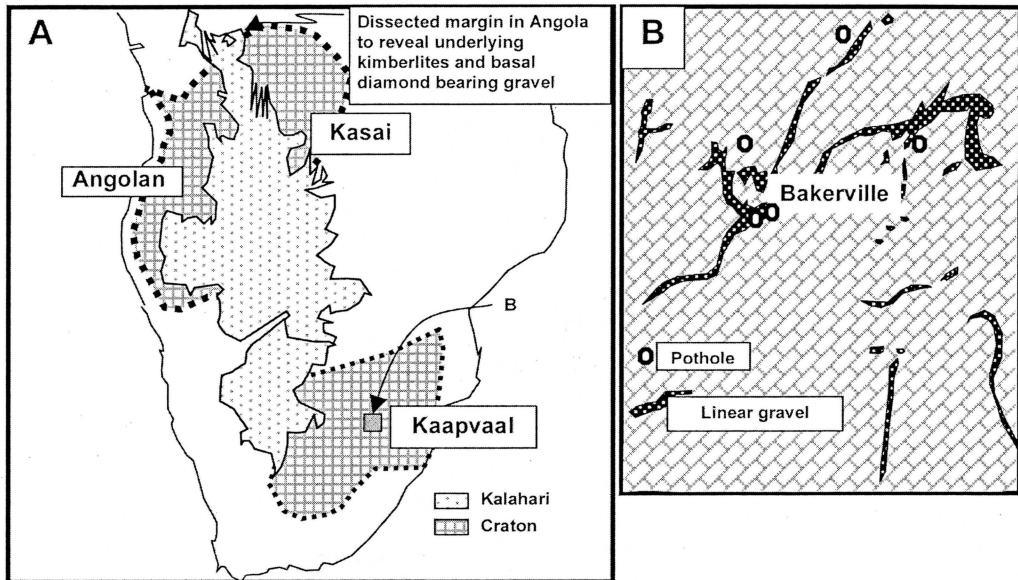 A
Dissected margin in Angola
to reveal underlying
kimberlites and basal
diamond bearing gravel
Kasai
Angolan
B
Kaapvaal
Kalahari
Craton
B
Bakerville
Pothole
Linear gravel